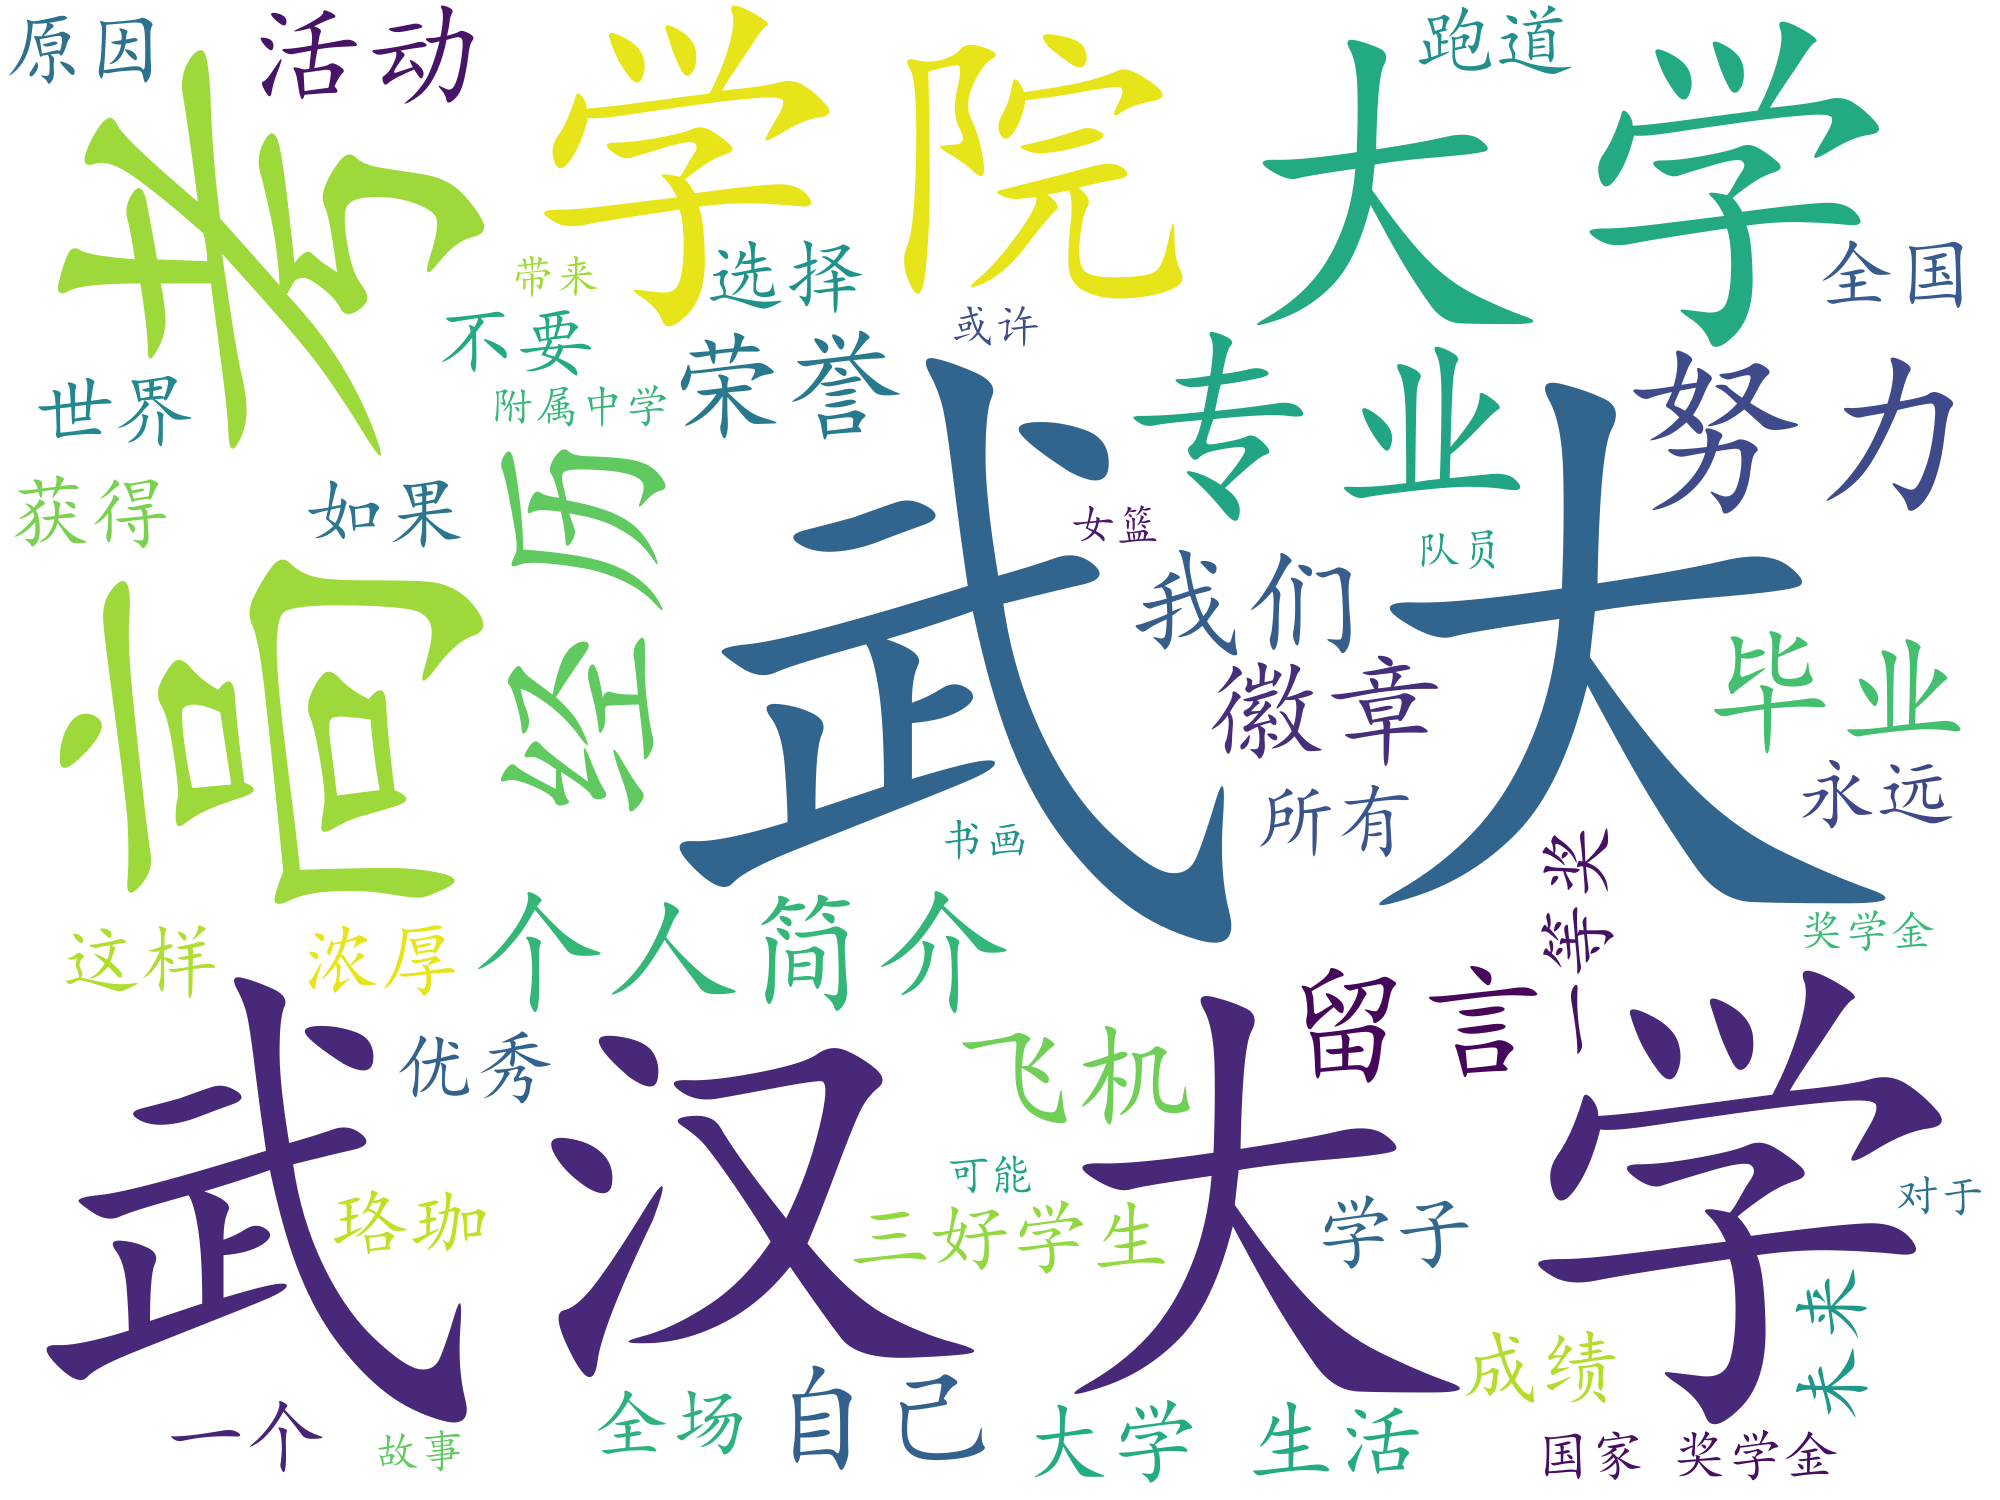 原因
活动
学院
大学
跑道
高考
带来
选择
全国
不要
或许
世界
附属中学
荣誉
专业
努力
获得
如果
经历
武大
女篮
队员
我们
徽章
毕业
永远
所有
书画
问
一等奖
这样
浓厚
个人简介
奖学金
留言
武汉大学
优秀
飞机
珞珈
可能
三好学生
学子
对于
未来
成绩
一个
故事
全场
自己
大学 生活
国家 奖学金